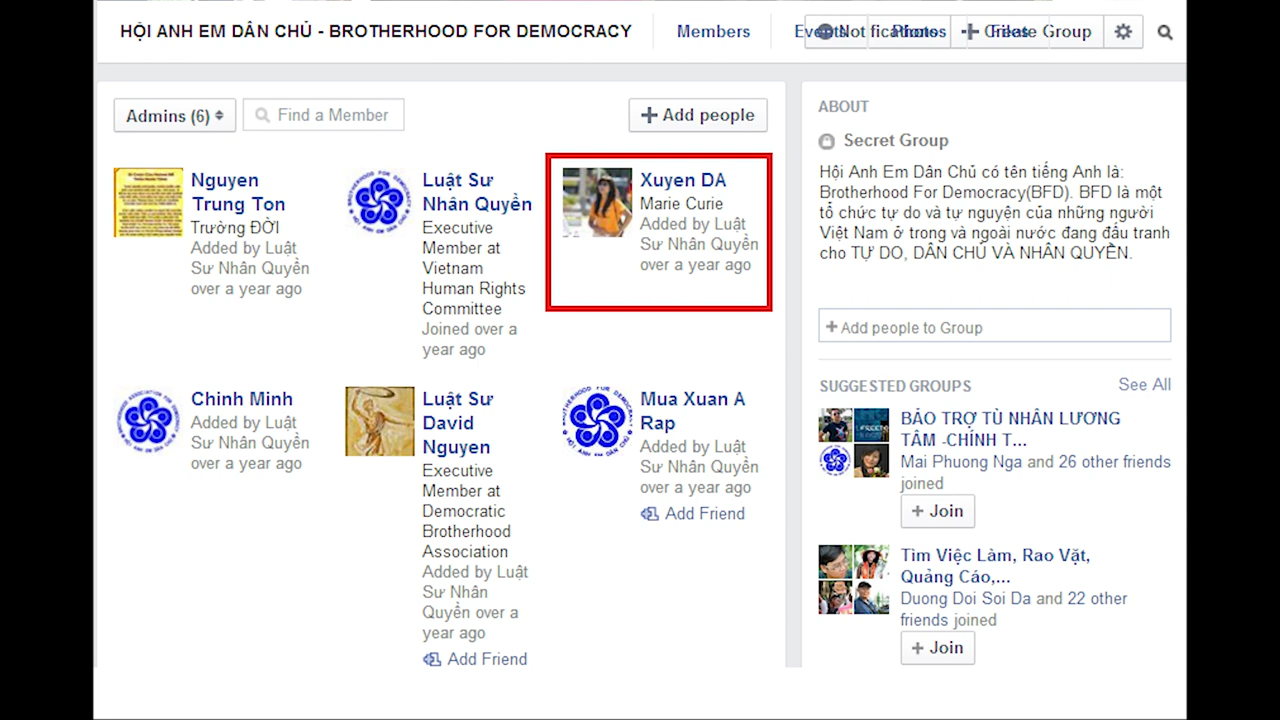 HỘI ANH EM DÂN CHỦ - BROTHERHOOD FOR DEMOCRACY
Members
Events
Notifications
Photos
Files
Create Group
Admins (6)
Find a Member
Add people
Nguyen
Trung Ton
Trường ĐỜI
Added by Luật
Sư Nhân Quyền
over a year ago
Luật Sư
Nhân Quyền
Executive
Member at
Vietnam
Human Rights
Committee
Joined over a
year ago
Xuyen DA
Marie Curie
Added by Luật
Sư Nhân Quyền
over a year ago
Chinh Minh
Added by Luật
Sư Nhân Quyền
over a year ago
Luật Sư
David
Nguyen
Executive
Member at
Democratic
Brotherhood
Association
Added by Luật
Sư Nhân
Quyền over a
year ago
Add Friend
Mua Xuan A
Rap
Added by Luật
Sư Nhân Quyền
over a year ago
Add Friend
ABOUT
Secret Group
Hội Anh Em Dân Chủ có tên tiếng Anh là:
Brotherhood For Democracy(BFD). BFD là một
tổ chức tự do và tự nguyện của những người
Việt Nam ở trong và ngoài nước đang đấu tranh
cho TỰ DO, DÂN CHỦ VÀ NHÂN QUYỀN.
Add people to Group
SUGGESTED GROUPS
See All
BẢO TRỢ TÙ NHÂN LƯƠNG
TÂM -CHÍNH T...
Mai Phuong Nga and 26 other friends
joined
Join
Tìm Việc Làm, Rao Vặt,
Quảng Cáo,...
Duong Doi Soi Da and 22 other
friends joined
Join